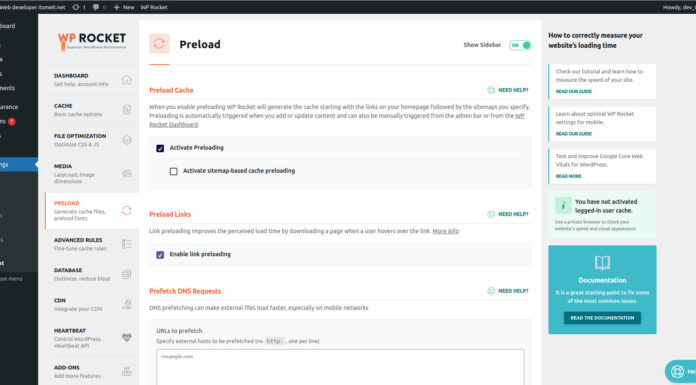 Web developer itsmeit.net 1 0 New WP Rocket Howdy, dev_i
board
arance
ns 1
ngs
ts
ot
ose menu
WP ROCKET
Superior WordPress Performance
DASHBOARD
Get help, account info
CACHE
Basic cache options
FILE OPTIMIZATION
Optimize CSS & JS
MEDIA
LazyLoad, image
dimensions
PRELOAD
Generate cache files,
preload fonts
ADVANCED RULES
Fine-tune cache rules
DATABASE
Optimize, reduce bloat
CDN
Integrate your CDN
HEARTBEAT
Control WordPress
Heartbeat API
ADD-ONS
Add more features
Preload
Show Sidebar ON
Preload Cache NEED HELP?
When you enable preloading WP Rocket will generate the cache starting with the links on your homepage followed by the sitemaps you specify.
Preloading is automatically triggered when you add or update content and can also be manually triggered from the admin bar or from the WP
Rocket Dashboard.
Activate Preloading
Activate sitemap-based cache preloading
Preload Links NEED HELP?
Link preloading improves the perceived load time by downloading a page when a user hovers over the link. More info
Enable link preloading
Prefetch DNS Requests NEED HELP?
DNS prefetching can make external files load faster, especially on mobile networks
URLs to prefetch
Specify external hosts to be prefetched (no http:, one per line)
//example.com
How to correctly measure your
website's loading time
Check our tutorial and learn how to
measure the speed of your site.
READ OUR GUIDE
Learn about optimal WP Rocket
settings for mobile.
READ OUR GUIDE
Test and Improve Google Core Web
Vitals for WordPress.
READ MORE
You have not activated
logged-in user cache.
Use a private browser to check your
website's speed and visual appearance.
Documentation
It is a great starting point to fix some
of the most common issues.
READ THE DOCUMENTATION
He